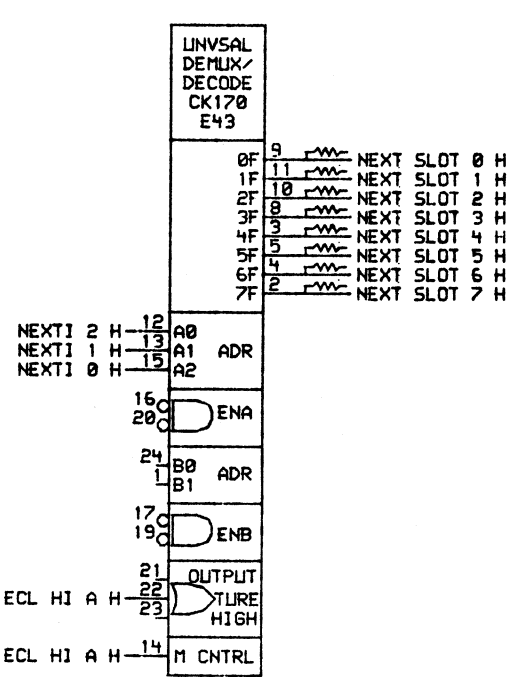 UNVSAL
DEMUX/
DECODE
CK170
E43
0F 9 NEXT SLOT 0 H
1F 11 NEXT SLOT 1 H
2F 10 NEXT SLOT 2 H
3F 8 NEXT SLOT 3 H
4F 3 NEXT SLOT 4 H
5F 5 NEXT SLOT 5 H
6F 4 NEXT SLOT 6 H
7F 2 NEXT SLOT 7 H
NEXTI 2 H 12 A0
NEXTI 1 H 13 A1 ADR
NEXTI 0 H 15 A2
16
20 ENA
24 B0 ADR
1 B1
17
19 ENB
21 OUTPUT
ECL HI A H 22 TURE
23 HIGH
ECL HI A H 14 M CNTRL